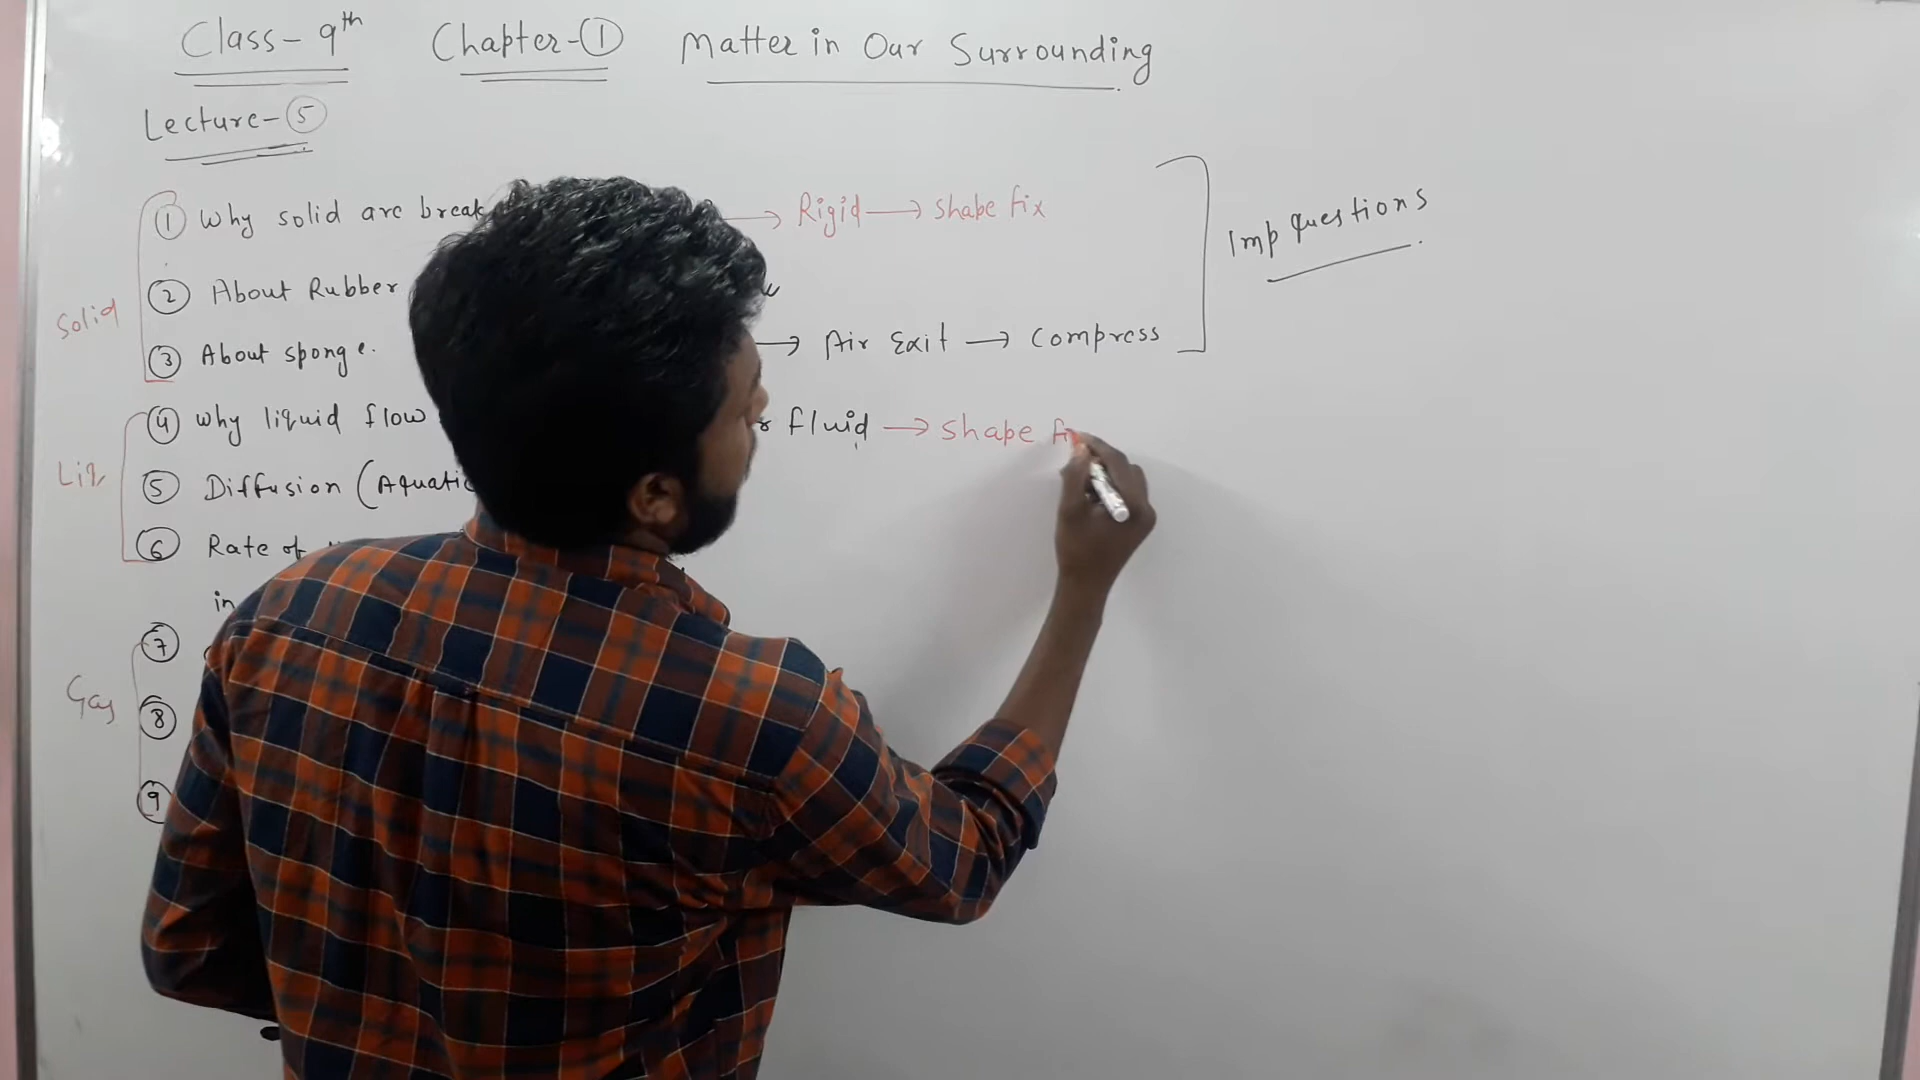 Class- 9th Chapter-1 Matter in Our Surrounding
Lecture-5
1 Why solid are break → Rigid → Shape fix
Imp questions
2 About Rubber
Solid
3 About sponge. → Air Exit → Compress
4 why liquid flow fluid → Shape
Liq
5 Diffusion (Aquatic
6 Rate of
in
7
Gas
8
9